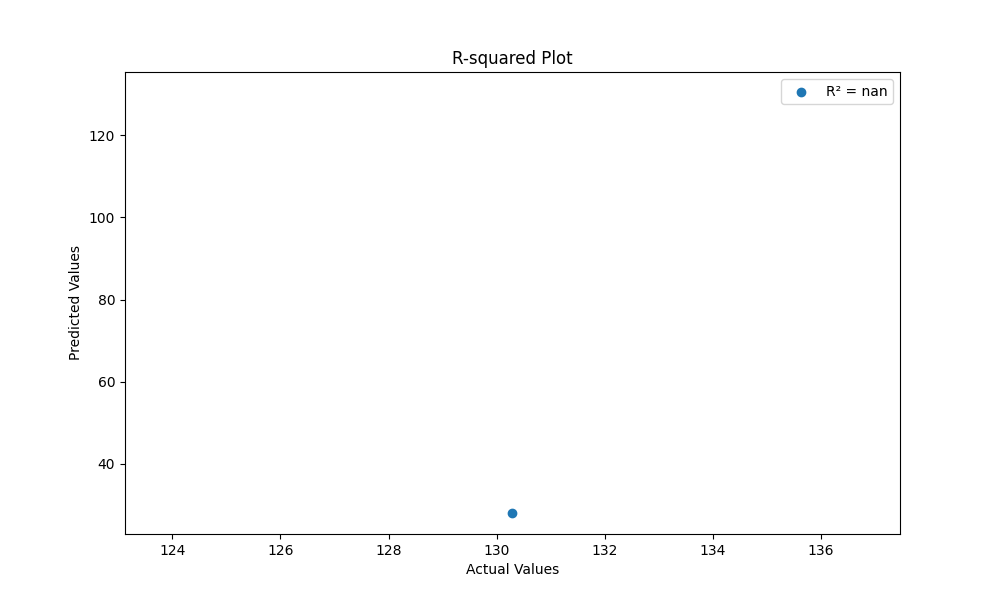 R-squared Plot
R² = nan
Predicted Values
120
100
80
60
40
124 126 128 130 132 134 136
Actual Values